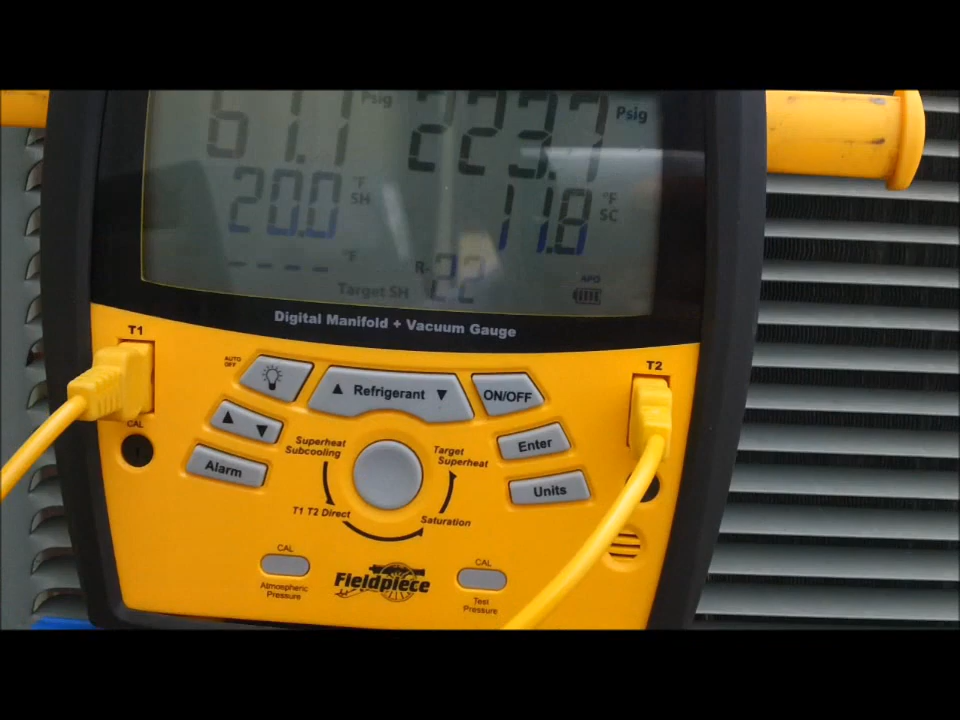 61.1 Psig 223.7 Psig
20.0 °F SH 11.8 °F SC
---- °F R-22 APO
Target SH
Digital Manifold + Vacuum Gauge
T1 T2
AUTO OFF
▲ Refrigerant ▼ ON/OFF
▲ ▼
CAL
Superheat Subcooling
Target Superheat
Enter
Alarm
Units
T1 T2 Direct
Saturation
CAL CAL
Fieldpiece
Atmospheric Pressure
Test Pressure